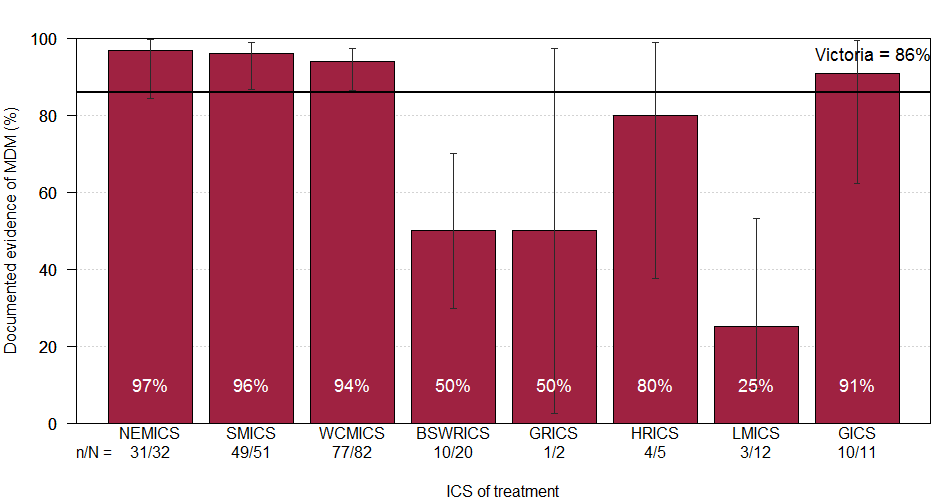 Documented evidence of MDM (%)
100
80
60
40
20
0
Victoria = 86%
97% 96% 94% 50% 50% 80% 25% 91%
NEMICS SMICS WCMICS BSWRICS GRICS HRICS LMICS GICS
n/N = 31/32 49/51 77/82 10/20 1/2 4/5 3/12 10/11
ICS of treatment